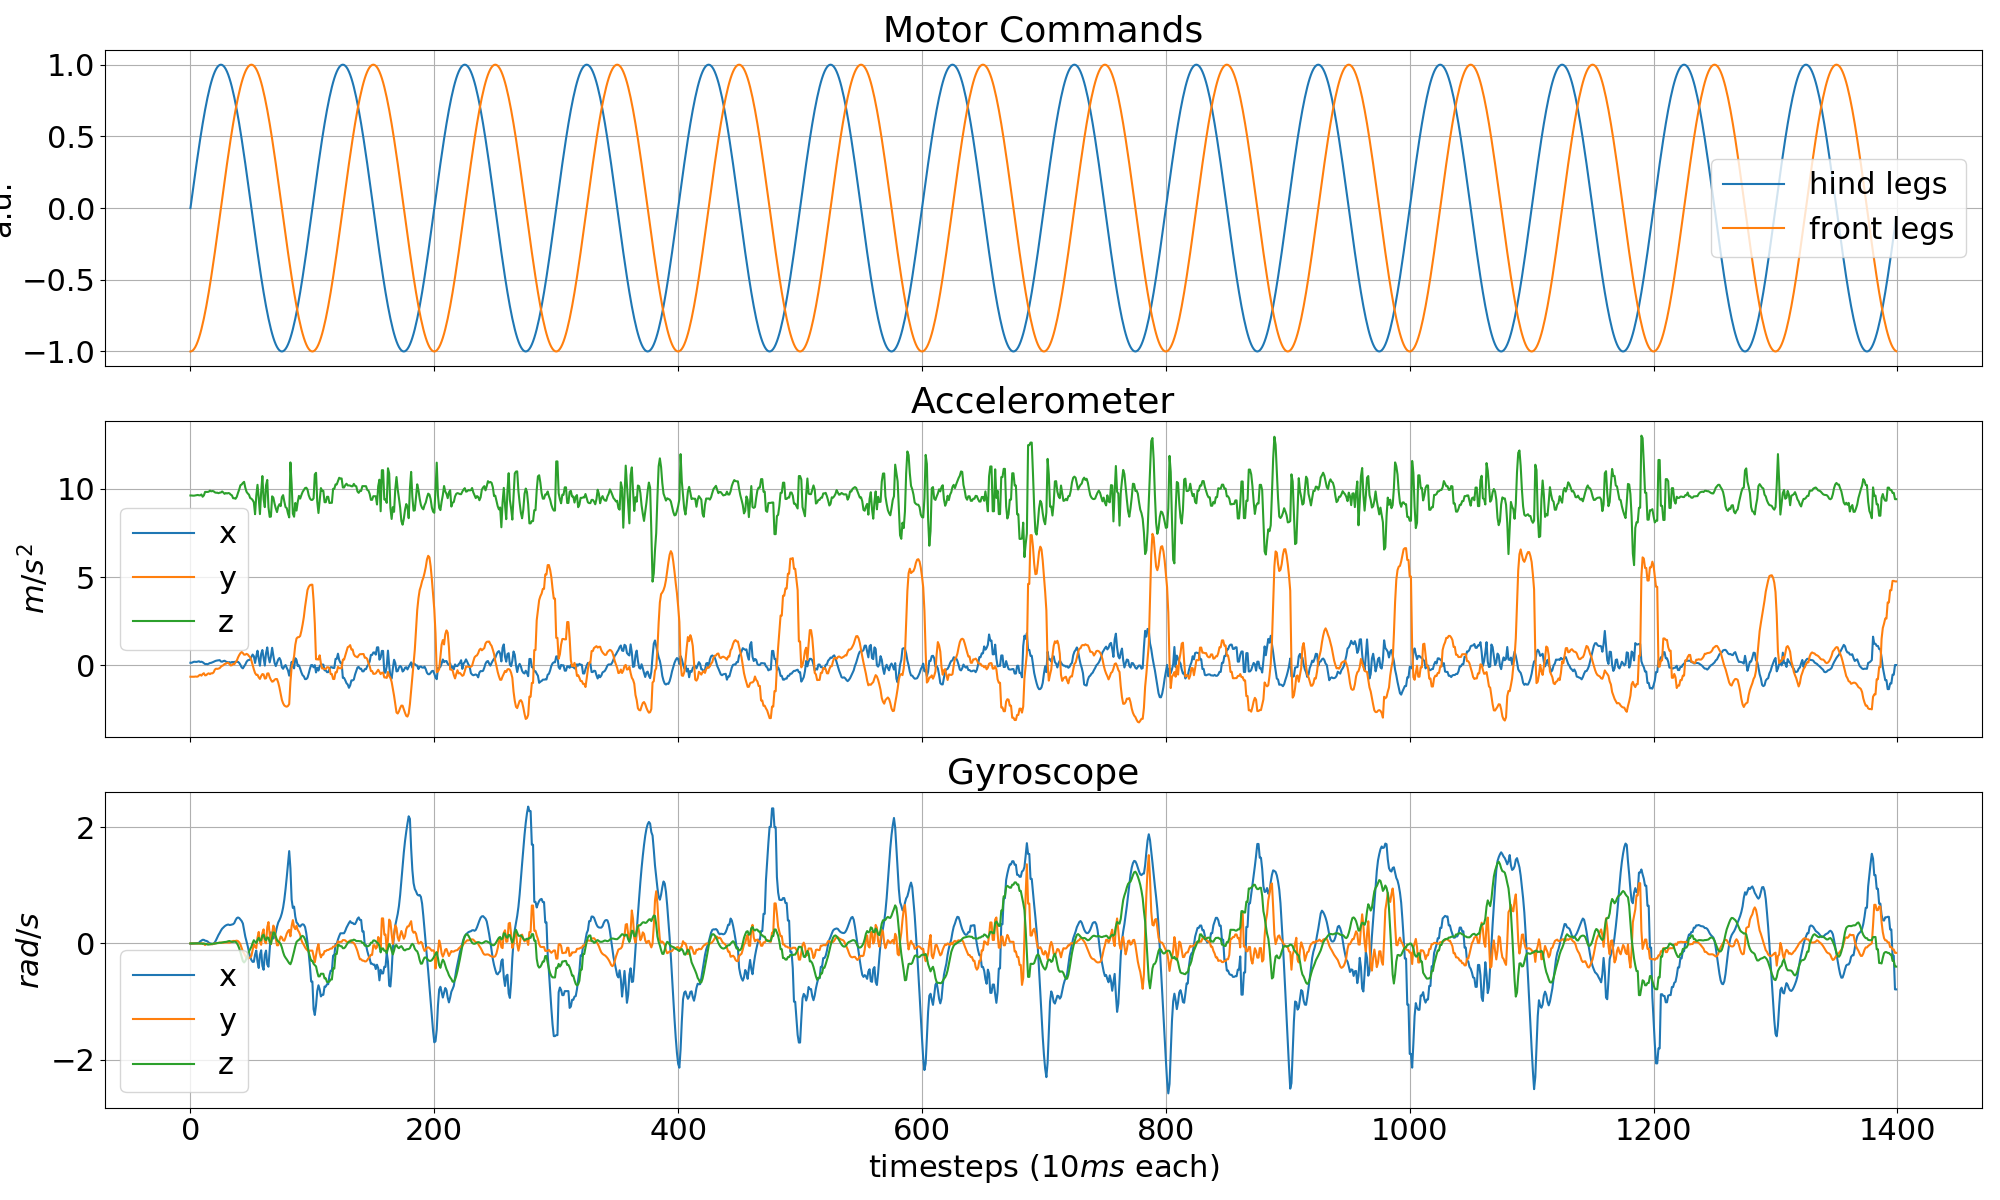 Motor Commands
1.0
0.5
0.0
−0.5
−1.0
a.u.
hind legs
front legs
Accelerometer
10
5
0
m/s²
x
y
z
Gyroscope
2
0
−2
rad/s
x
y
z
0 200 400 600 800 1000 1200 1400
timesteps (10ms each)